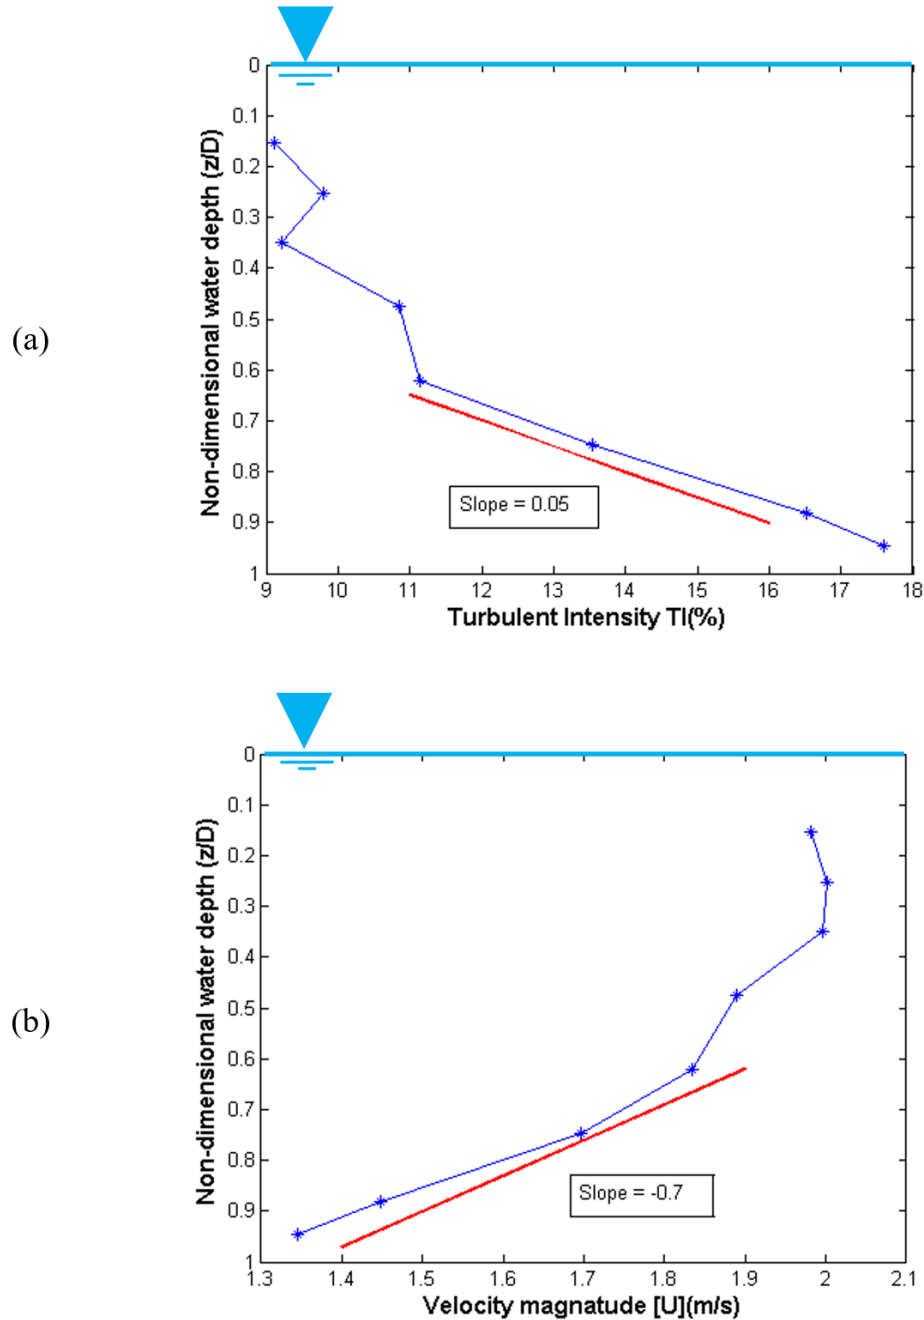 0
0.1
0.2
0.3
0.4
0.5
0.6
0.7
0.8
0.9
1
Non-dimensional water depth (z/D)
(a)
Slope = 0.05
9 10 11 12 13 14 15 16 17 18
Turbulent Intensity TI(%)
0
0.1
0.2
0.3
0.4
0.5
0.6
0.7
0.8
0.9
1
Non-dimensional water depth (z/D)
(b)
Slope = -0.7
1.3 1.4 1.5 1.6 1.7 1.8 1.9 2 2.1
Velocity magnatude [U](m/s)